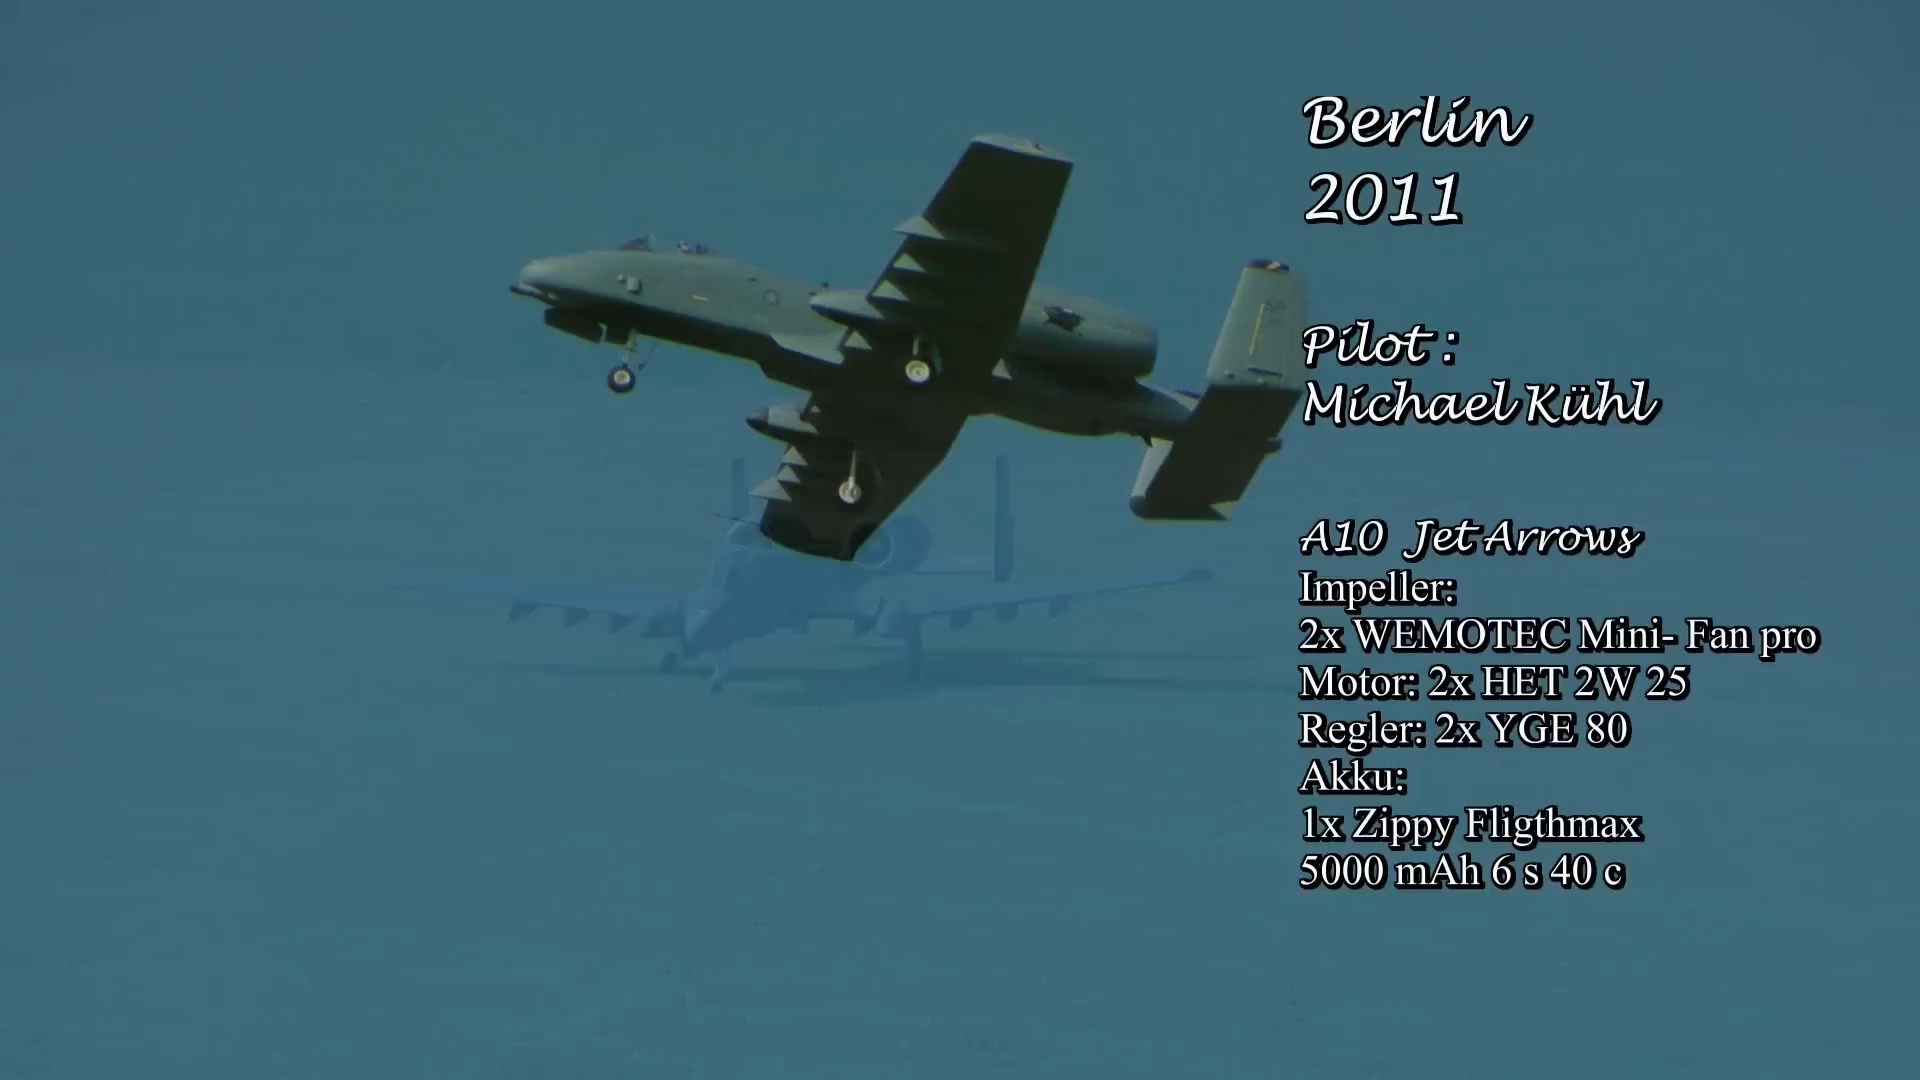 Berlin
2011
Pilot :
Michael Kühl
A10 Jet Arrows
Impeller:
2x WEMOTEC Mini- Fan pro
Motor: 2x HET 2W 25
Regler: 2x YGE 80
Akku:
1x Zippy Fligthmax
5000 mAh 6 s 40 c